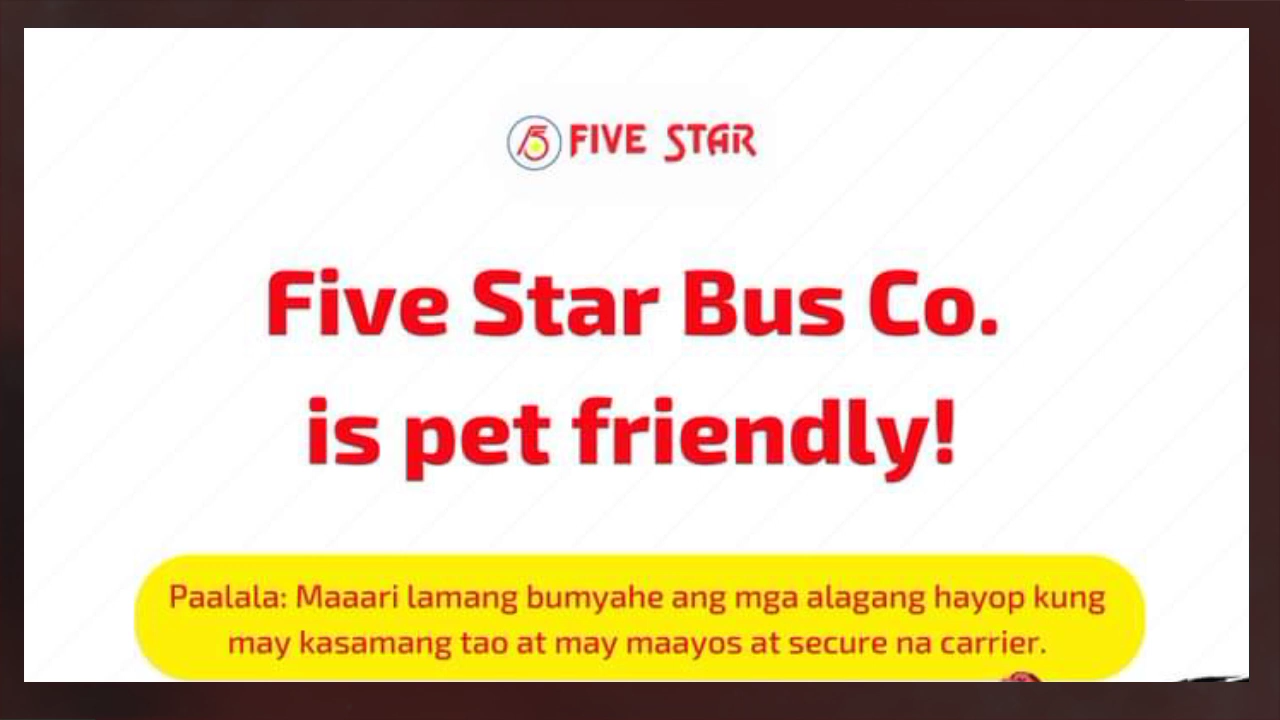 FIVE STAR
Five Star Bus Co.
is pet friendly!
Paalala: Maaari lamang bumyahe ang mga alagang hayop kung
may kasamang tao at may maayos at secure na carrier.